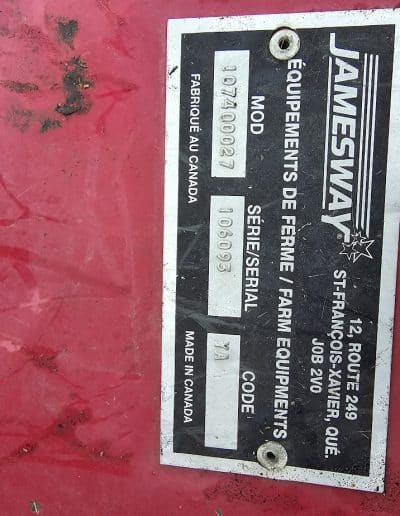 JAMESWAY®
12, ROUTE 249
ST-FRANÇOIS-XAVIER, QUÉ.
J0B 2V0
ÉQUIPEMENTS DE FERME / FARM EQUIPMENTS
MOD SÉRIE/SERIAL CODE
107400027 106093 YA
FABRIQUÉ AU CANADA MADE IN CANADA